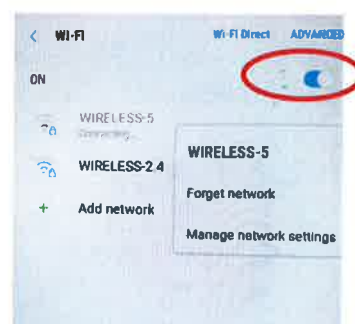 < WI-FI Wi-Fi Direct ADVANCED
ON
WIRELESS-5
Connecting...
WIRELESS-2.4
+ Add network
WIRELESS-5
Forget network
Manage network settings